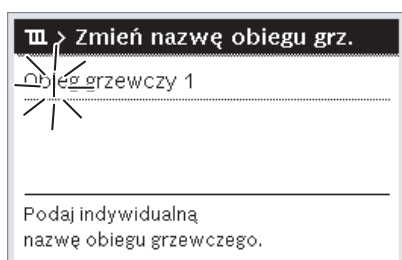 > Zmień nazwę obiegu grz.
Obieg grzewczy 1
Podaj indywidualną
nazwę obiegu grzewczego.